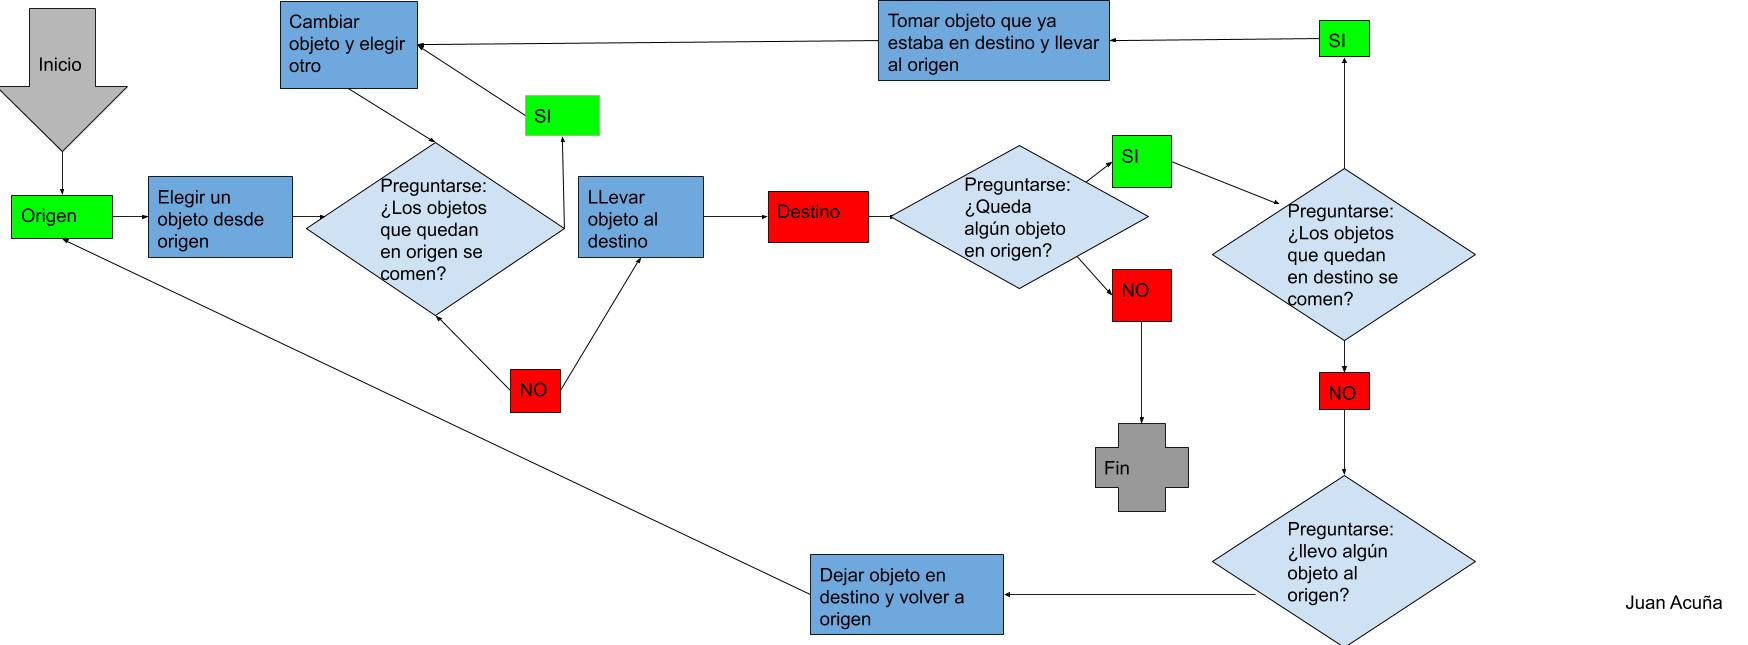 Inicio
Origen
Elegir un
objeto desde
origen
Cambiar
objeto y elegir
otro
Preguntarse:
¿Los objetos
que quedan
en origen se
comen?
SI
NO
LLevar
objeto al
destino
Destino
Preguntarse:
¿Queda
algún objeto
en origen?
SI
NO
Fin
Preguntarse:
¿Los objetos
que quedan
en destino se
comen?
SI
Tomar objeto que ya
estaba en destino y llevar
al origen
NO
Preguntarse:
¿llevo algún
objeto al
origen?
Dejar objeto en
destino y volver a
origen
Juan Acuña